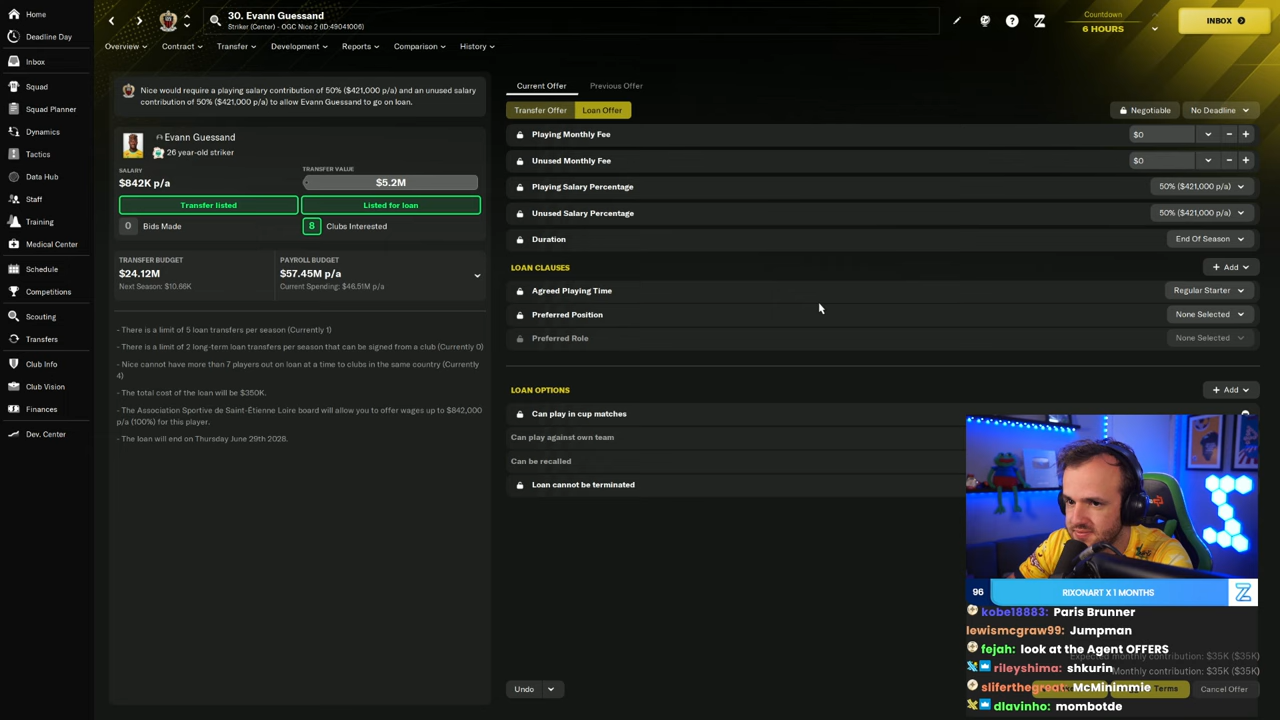 Home
Deadline Day
Inbox
Squad
Squad Planner
Dynamics
Tactics
Data Hub
Staff
Training
Medical Center
Schedule
Competitions
Scouting
Transfers
Club Info
Club Vision
Finances
Dev. Center
30. Evann Guessand
Striker (Center) - OGC Nice 2 (ID:49041006)
Countdown
6 HOURS
INBOX
Overview
Contract
Transfer
Development
Reports
Comparison
History
Nice would require a playing salary contribution of 50% ($421,000 p/a) and an unused salary
contribution of 50% ($421,000 p/a) to allow Evann Guessand to go on loan.
Evann Guessand
26 year-old striker
SALARY
$842K p/a
TRANSFER VALUE
$5.2M
Transfer listed
Listed for loan
0 Bids Made
8 Clubs Interested
TRANSFER BUDGET
$24.12M
Next Season: $10.66K
PAYROLL BUDGET
$57.45M p/a
Current Spending: $46.51M p/a
- There is a limit of 5 loan transfers per season (Currently 1)
- There is a limit of 2 long-term loan transfers per season that can be signed from a club (Currently 0)
- Nice cannot have more than 7 players out on loan at a time to clubs in the same country (Currently
4)
- The total cost of the loan will be $350K.
- The Association Sportive de Saint-Étienne Loire board will allow you to offer wages up to $842,000
p/a (100%) for this player.
- The loan will end on Thursday June 29th 2028.
Current Offer
Previous Offer
Transfer Offer
Loan Offer
Negotiable
No Deadline
Playing Monthly Fee
$0
Unused Monthly Fee
$0
Playing Salary Percentage
50% ($421,000 p/a)
Unused Salary Percentage
50% ($421,000 p/a)
Duration
End Of Season
LOAN CLAUSES
Add
Agreed Playing Time
Regular Starter
Preferred Position
None Selected
Preferred Role
None Selected
LOAN OPTIONS
Add
Can play in cup matches
Can play against own team
Can be recalled
Loan cannot be terminated
96
RIXONART X 1 MONTHS
kobe18883: Paris Brunner
lewismcgraw99: Jumpman
fejah: look at the Agent OFFERS
Expected monthly contribution: $35K ($35K)
rileyshima: shkurin
Monthly contribution: $35K ($35K)
sliferthegreat: McMinimmie
dlavinho: mombotde
Undo
Terms
Cancel Offer